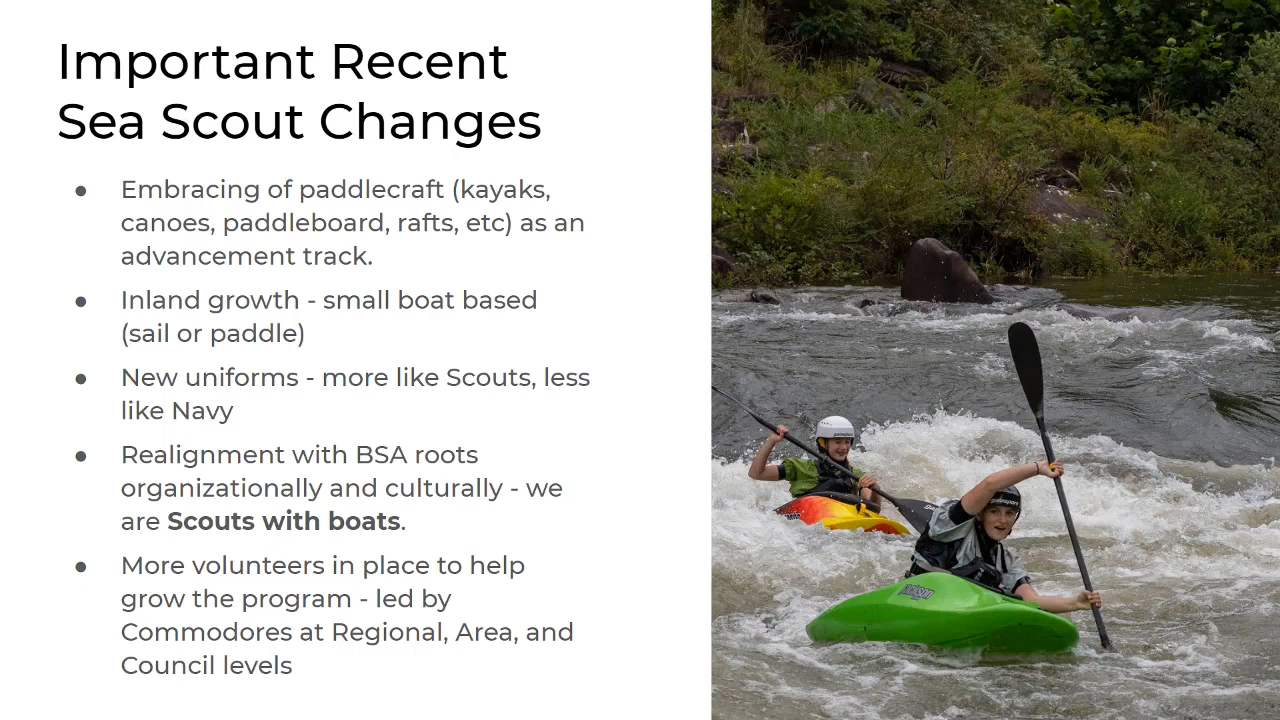 Important Recent
Sea Scout Changes
● Embracing of paddlecraft (kayaks,
canoes, paddleboard, rafts, etc) as an
advancement track.
● Inland growth - small boat based
(sail or paddle)
● New uniforms - more like Scouts, less
like Navy
● Realignment with BSA roots
organizationally and culturally - we
are Scouts with boats.
● More volunteers in place to help
grow the program - led by
Commodores at Regional, Area, and
Council levels